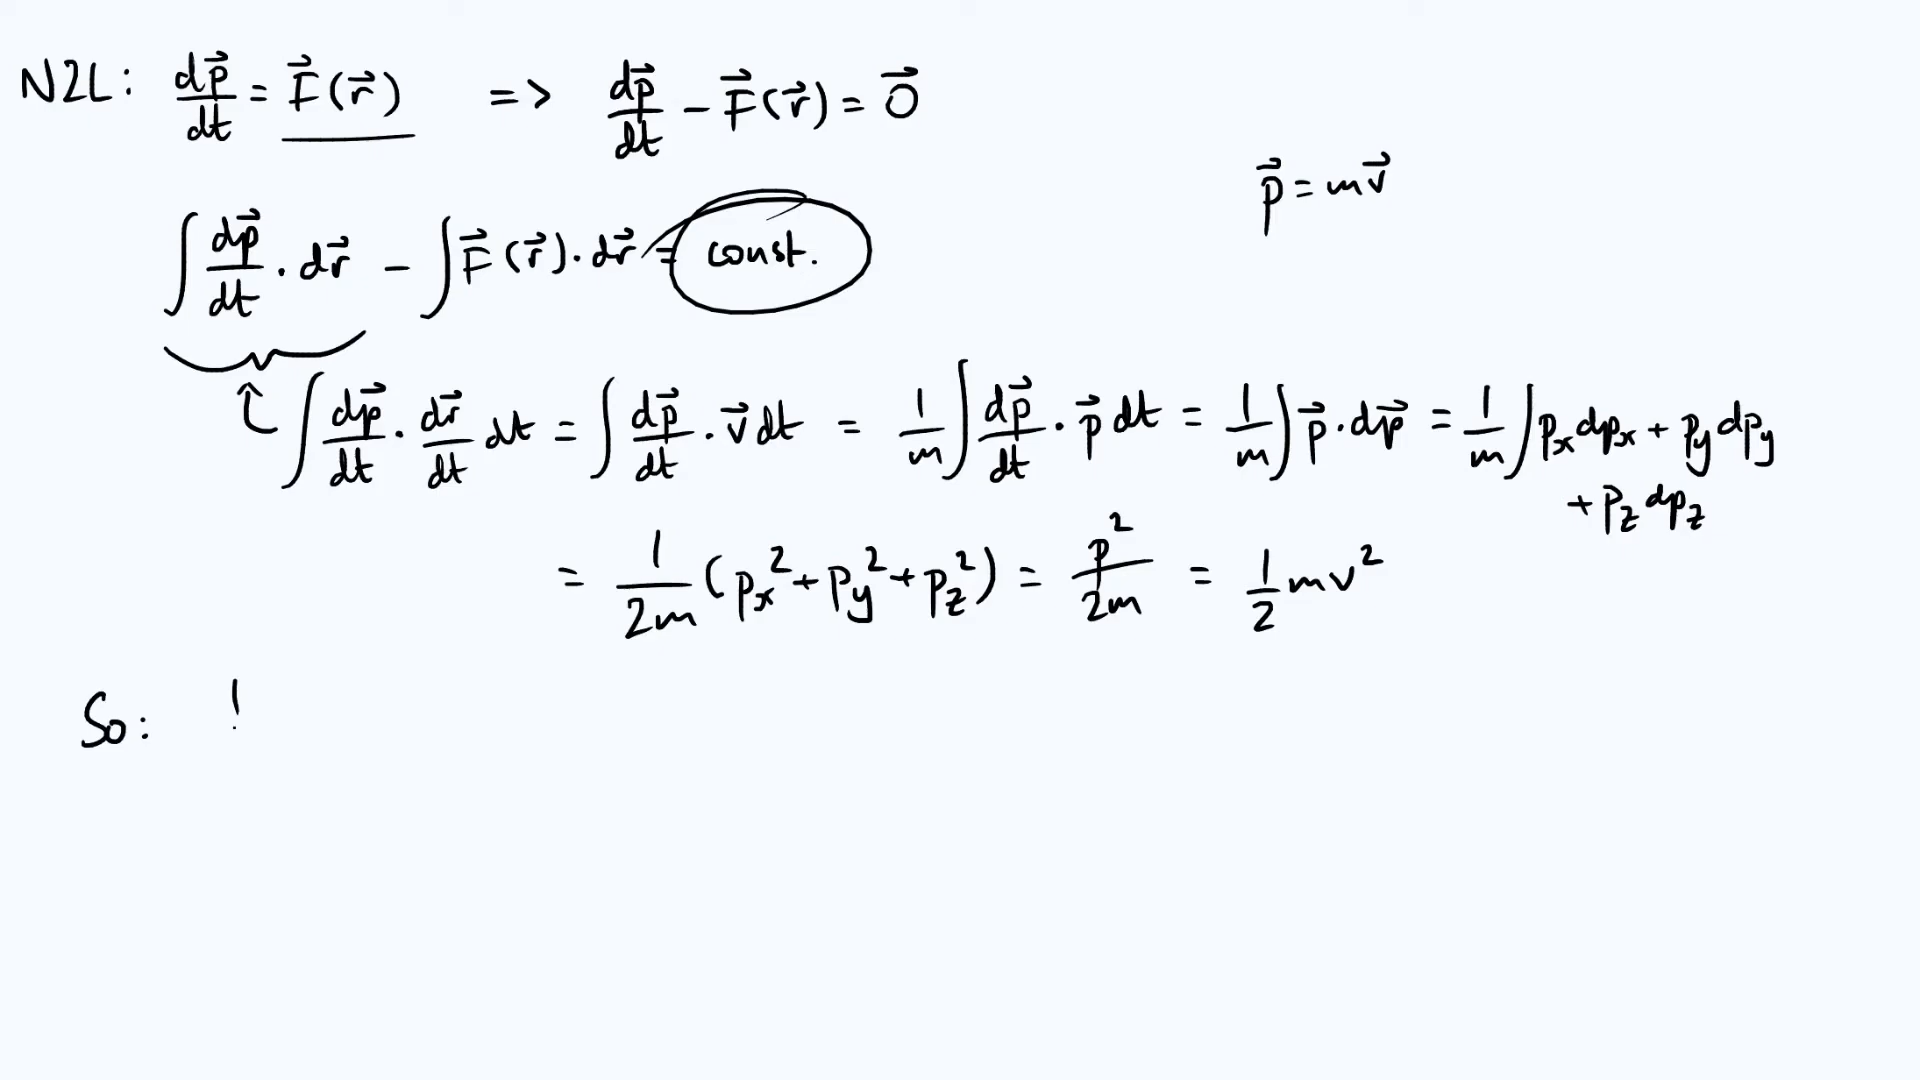 N2L: dp⃗/dt = F⃗(r⃗) => dp⃗/dt - F⃗(r⃗) = 0⃗
p⃗ = mv⃗
∫ dp⃗/dt · dr⃗ - ∫ F⃗(r⃗) · dr⃗ = const.
∫ dp⃗/dt · dr⃗/dt dt = ∫ dp⃗/dt · v⃗ dt = 1/m ∫ dp⃗/dt · p⃗ dt = 1/m ∫ p⃗ · dp⃗ = 1/m ∫ pₓdpₓ + p_y dp_y
+ p_z dp_z
= 1/2m (pₓ² + p_y² + p_z²) = p²/2m = 1/2 mv²
So: